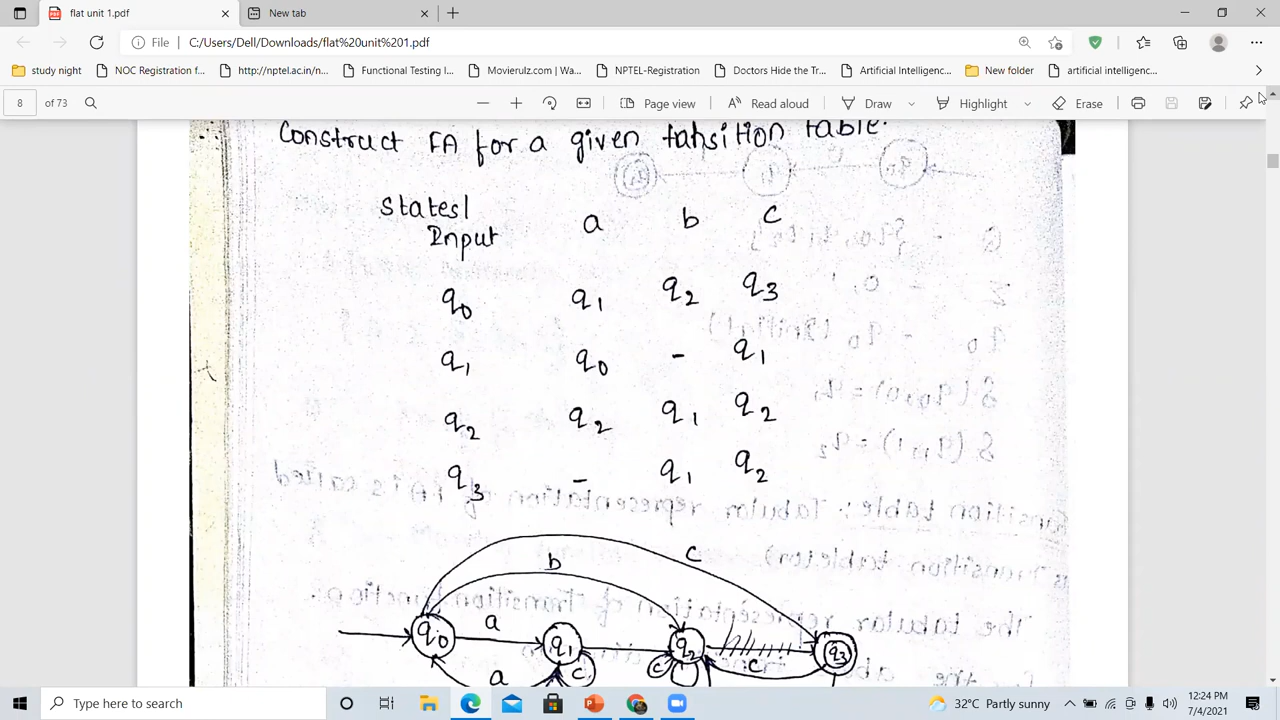 flat unit 1.pdf
New tab
File
C:/Users/Dell/Downloads/flat%20unit%201.pdf
study night
NOC Registration f...
http://nptel.ac.in/n...
Functional Testing I...
Movierulz.com | Wa...
NPTEL-Registration
Doctors Hide the Tr...
Artificial Intelligenc...
New folder
artificial intelligenc...
8 of 73
Page view
Read aloud
Draw
Highlight
Erase
Construct FA for a given tansition table.
States|
Input a b c
q0 q1 q2 q3
q1 q0 - q1
q2 q2 q1 q2
q3 - q1 q2
c
b
a
q0 q1 q2 q3
c c c
a
Type here to search
32°C Partly sunny
12:24 PM
7/4/2021